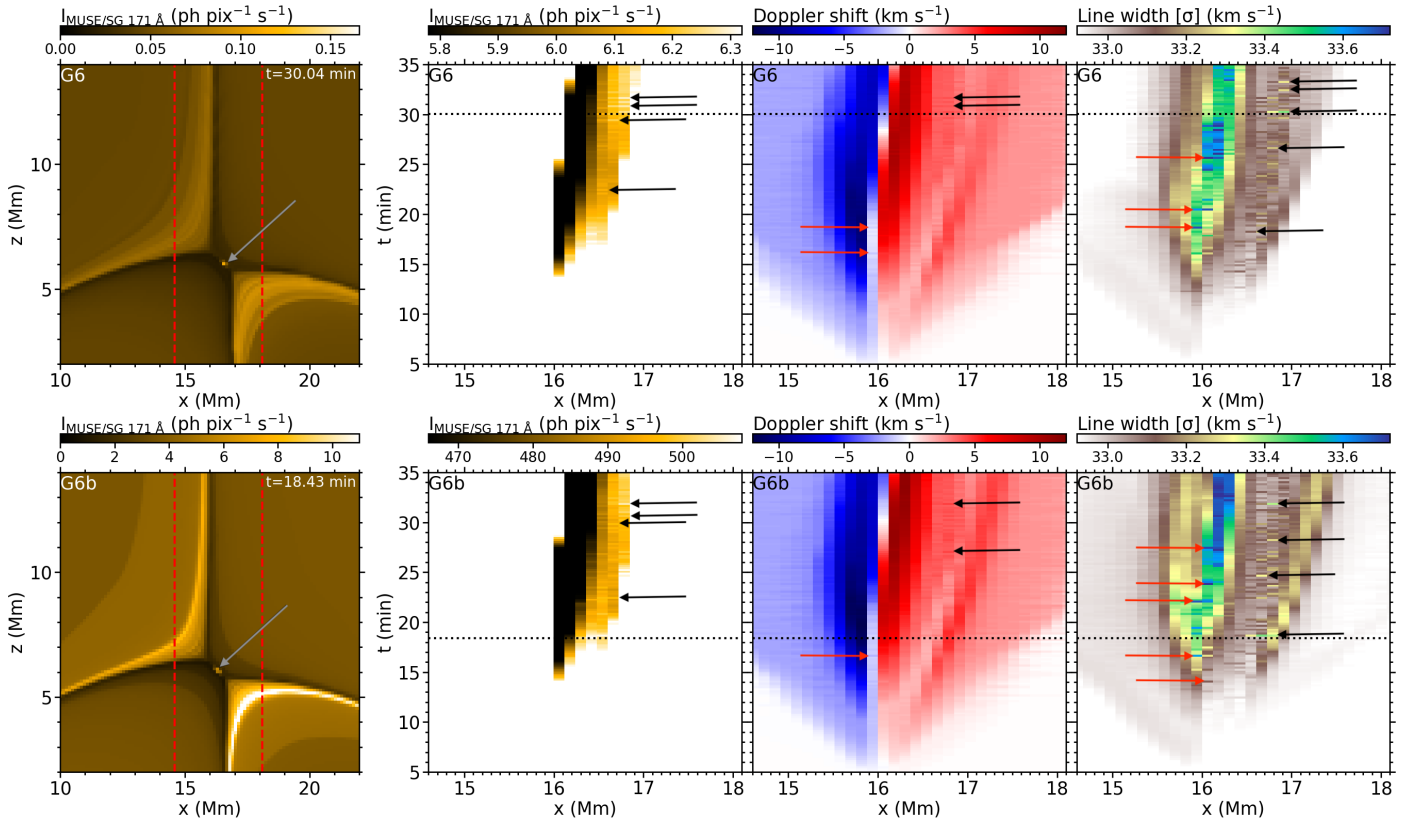 I_MUSE/SG 171 Å (ph pix⁻¹ s⁻¹) I_MUSE/SG 171 Å (ph pix⁻¹ s⁻¹) Doppler shift (km s⁻¹) Line width [σ] (km s⁻¹)
0.00 0.05 0.10 0.15 5.8 5.9 6.0 6.1 6.2 6.3 −10 −5 0 5 10 33.0 33.2 33.4 33.6
G6 t=30.04 min 35 G6 G6 G6
30
10 25
z (Mm) t (min) 20
15
5 10
5
10 15 20 15 16 17 18 15 16 17 18 15 16 17 18
x (Mm) x (Mm) x (Mm) x (Mm)
I_MUSE/SG 171 Å (ph pix⁻¹ s⁻¹) I_MUSE/SG 171 Å (ph pix⁻¹ s⁻¹) Doppler shift (km s⁻¹) Line width [σ] (km s⁻¹)
0 2 4 6 8 10 470 480 490 500 −10 −5 0 5 10 33.0 33.2 33.4 33.6
G6b t=18.43 min 35 G6b G6b G6b
30
10 25
z (Mm) t (min) 20
15
5 10
5
10 15 20 15 16 17 18 15 16 17 18 15 16 17 18
x (Mm) x (Mm) x (Mm) x (Mm)